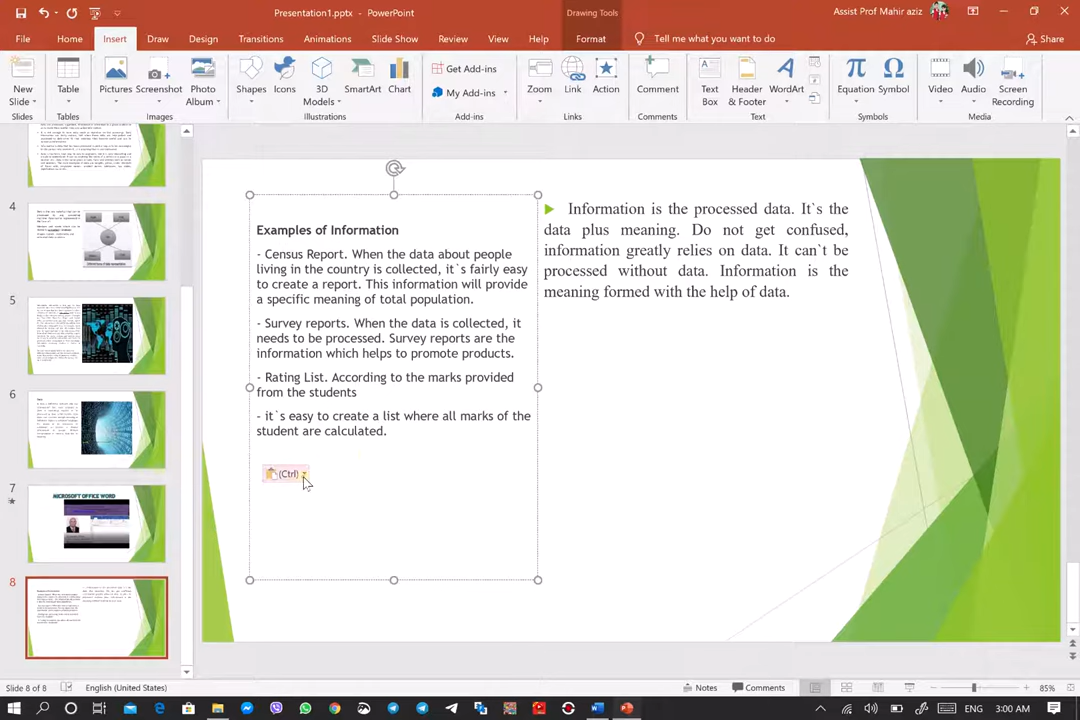 Presentation1.pptx - PowerPoint
Drawing Tools
Assist Prof Mahir aziz
File Home Insert Draw Design Transitions Animations Slide Show Review View Help Format Tell me what you want to do Share
New Slide
Table
Pictures
Screenshot
Photo Album
Shapes
Icons
3D Models
SmartArt
Chart
Get Add-ins
My Add-ins
Zoom
Link
Action
Comment
Text Box
Header & Footer
WordArt
Equation
Symbol
Video
Audio
Screen Recording
Slides Tables Images Illustrations Add-ins Links Comments Text Symbols Media
4
5
6
7
MICROSOFT OFFICE WORD
8
Examples of Information
- Census Report. When the data about people
living in the country is collected, it`s fairly easy
to create a report. This information will provide
a specific meaning of total population.
- Survey reports. When the data is collected, it
needs to be processed. Survey reports are the
information which helps to promote products.
- Rating List. According to the marks provided
from the students
- it`s easy to create a list where all marks of the
student are calculated.
(Ctrl)
Information is the processed data. It`s the
data plus meaning. Do not get confused,
information greatly relies on data. It can`t be
processed without data. Information is the
meaning formed with the help of data.
Slide 8 of 8 English (United States) Notes Comments 85%
ENG 3:00 AM